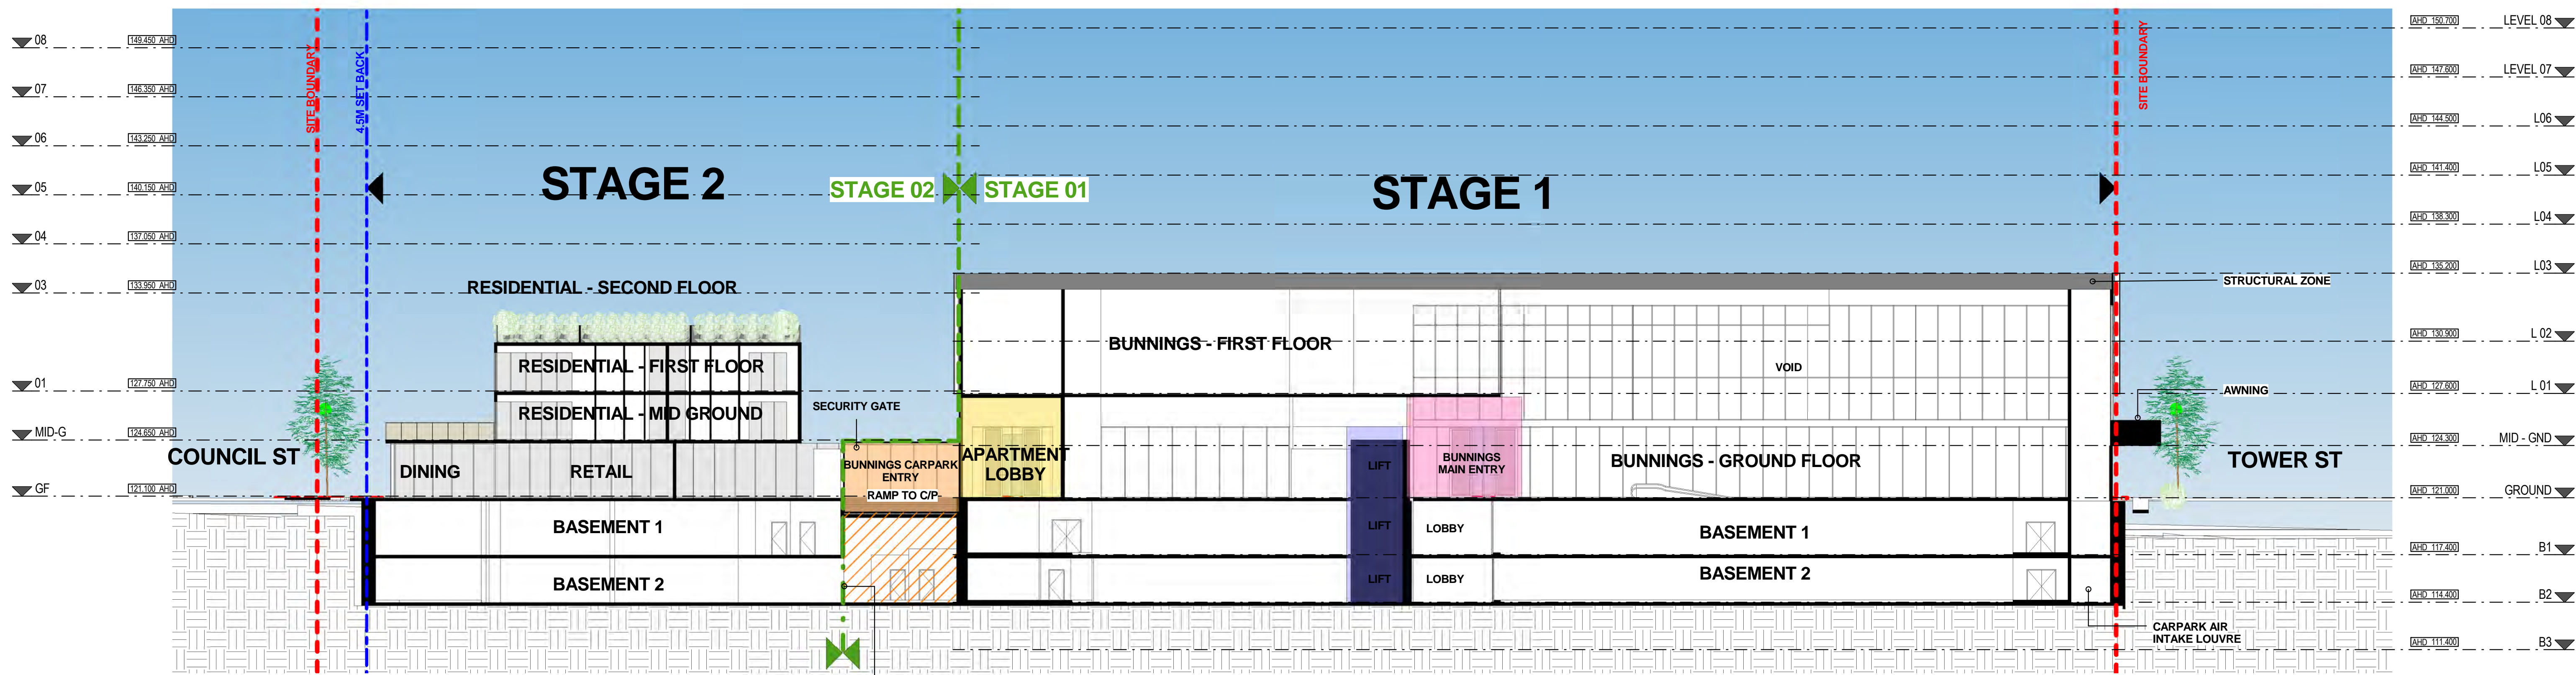 08 149.450 AHD
07 146.350 AHD
06 143.250 AHD
05 140.150 AHD
04 137.050 AHD
03 133.950 AHD
01 127.750 AHD
MID-G 124.650 AHD
GF 121.100 AHD
SITE BOUNDARY
4.5M SET BACK
COUNCIL ST
STAGE 2
STAGE 02
STAGE 01
STAGE 1
RESIDENTIAL - SECOND FLOOR
RESIDENTIAL - FIRST FLOOR
RESIDENTIAL - MID GROUND
DINING
RETAIL
SECURITY GATE
BUNNINGS CARPARK
ENTRY
RAMP TO C/P
APARTMENT
LOBBY
BASEMENT 1
BASEMENT 2
BUNNINGS - FIRST FLOOR
VOID
LIFT
BUNNINGS
MAIN ENTRY
BUNNINGS - GROUND FLOOR
LIFT
LOBBY
BASEMENT 1
LIFT
LOBBY
BASEMENT 2
SITE BOUNDARY
STRUCTURAL ZONE
AWNING
TOWER ST
CARPARK AIR
INTAKE LOUVRE
AHD 150.700 LEVEL 08
AHD 147.600 LEVEL 07
AHD 144.500 L06
AHD 141.400 L05
AHD 138.300 L04
AHD 135.200 L03
AHD 130.900 L 02
AHD 127.600 L 01
AHD 124.300 MID - GND
AHD 121.000 GROUND
AHD 117.400 B1
AHD 114.400 B2
AHD 111.400 B3